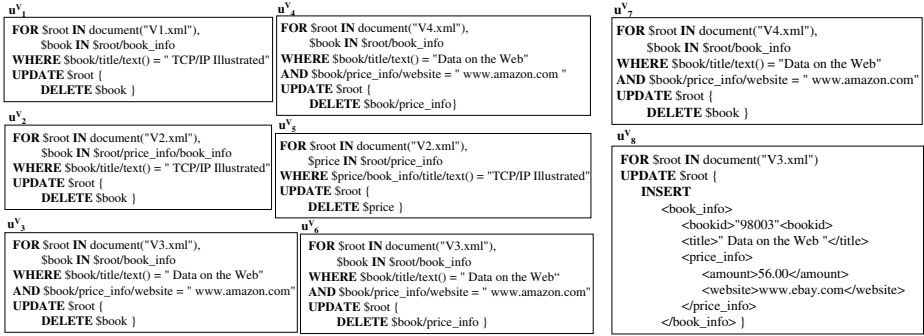 u^V_1
FOR $root IN document("V1.xml"),
$book IN $root/book_info
WHERE $book/title/text() = " TCP/IP Illustrated"
UPDATE $root {
DELETE $book }
u^V_2
FOR $root IN document("V2.xml"),
$book IN $root/price_info/book_info
WHERE $book/title/text() = " TCP/IP Illustrated"
UPDATE $root {
DELETE $book }
u^V_3
FOR $root IN document("V3.xml"),
$book IN $root/book_info
WHERE $book/title/text() = " Data on the Web"
AND $book/price_info/website = " www.amazon.com"
UPDATE $root {
DELETE $book }
u^V_4
FOR $root IN document("V4.xml"),
$book IN $root/book_info
WHERE $book/title/text() = "Data on the Web"
AND $book/price_info/website = " www.amazon.com "
UPDATE $root {
DELETE $book/price_info}
u^V_5
FOR $root IN document("V2.xml"),
$price IN $root/price_info
WHERE $price/book_info/title/text() = "TCP/IP Illustrated"
UPDATE $root {
DELETE $price }
u^V_6
FOR $root IN document("V3.xml"),
$book IN $root/book_info
WHERE $book/title/text() = " Data on the Web“
AND $book/price_info/website = " www.amazon.com"
UPDATE $root {
DELETE $book/price_info }
u^V_7
FOR $root IN document("V4.xml"),
$book IN $root/book_info
WHERE $book/title/text() = "Data on the Web"
AND $book/price_info/website = " www.amazon.com"
UPDATE $root {
DELETE $book }
u^V_8
FOR $root IN document("V3.xml")
UPDATE $root {
INSERT
<book_info>
<bookid>"98003"<bookid>
<title>" Data on the Web "</title>
<price_info>
<amount>56.00</amount>
<website>www.ebay.com</website>
</price_info>
</book_info> }